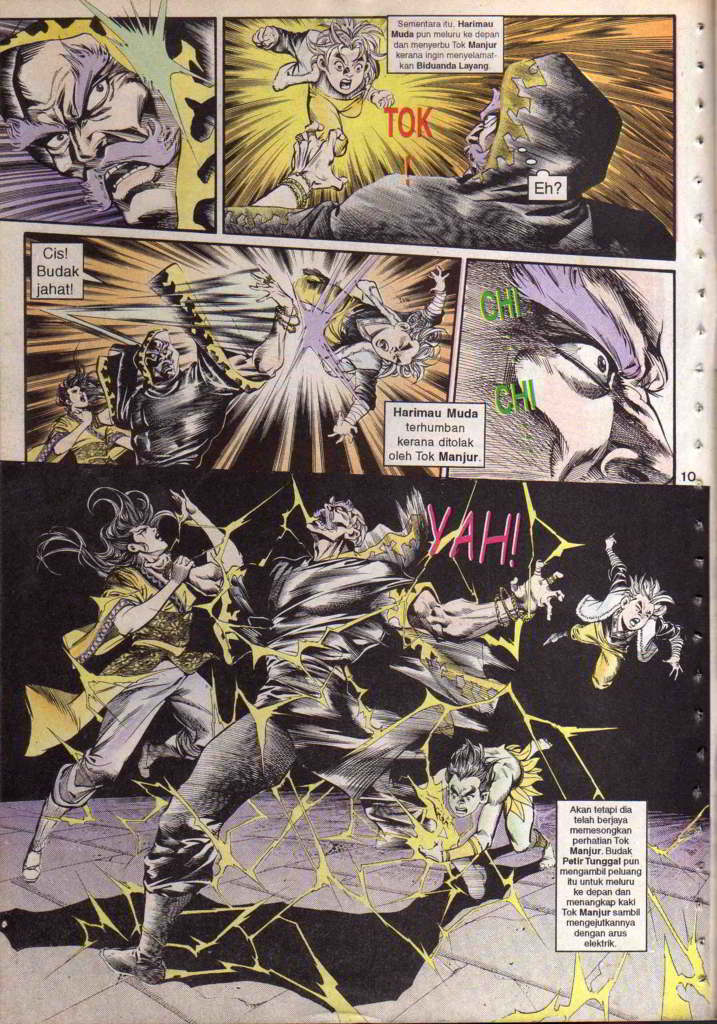 Sementara itu, Harimau
Muda pun meluru ke depan
dan menyerbu Tok Manjur
kerana ingin menyelamat-
kan Biduanda Layang.
TOK
!
Eh?
Cis!
Budak
jahat!
Harimau Muda
terhumban
kerana ditolak
oleh Tok Manjur.
CHI
CHI
10
YAH!
Akan tetapi dia
telah berjaya
memesongkan
perhatian Tok
Manjur. Budak
Petir Tunggal pun
mengambil peluang
itu untuk meluru
ke depan dan
menangkap kaki
Tok Manjur sambil
mengejutkannya
dengan arus
elektrik.